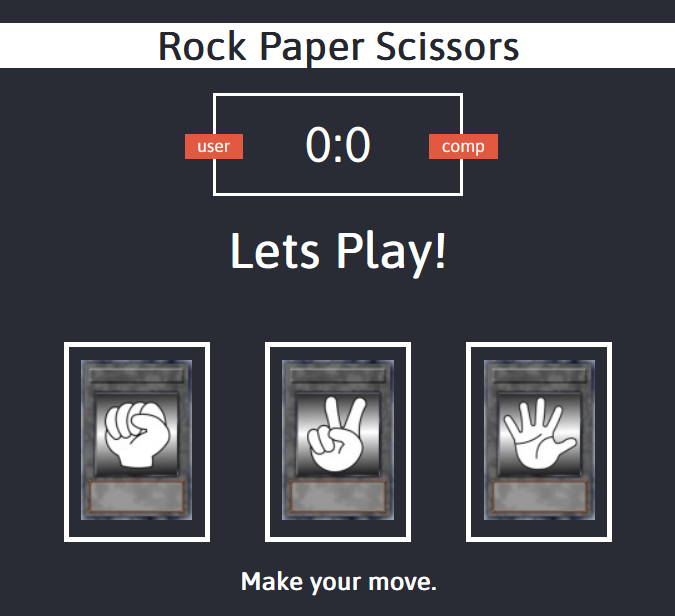 Rock Paper Scissors
user
0:0
comp
Lets Play!
Make your move.